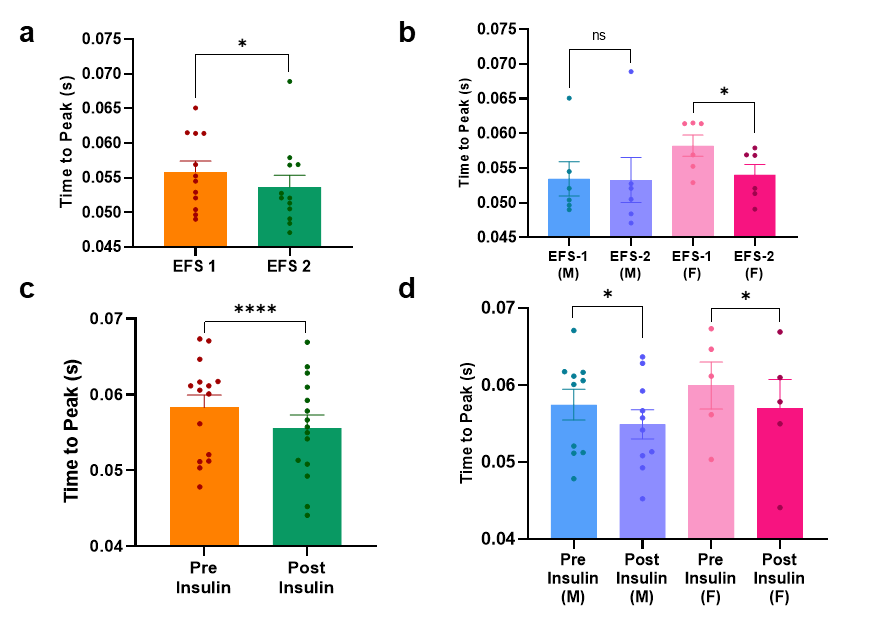 a
Time to Peak (s)
0.075
0.070
0.065
0.060
0.055
0.050
0.045
*
EFS 1
EFS 2
b
Time to Peak (s)
0.075
0.070
0.065
0.060
0.055
0.050
0.045
ns
*
EFS-1
(M)
EFS-2
(M)
EFS-1
(F)
EFS-2
(F)
c
Time to Peak (s)
0.07
0.06
0.05
0.04
****
Pre
Insulin
Post
Insulin
d
Time to Peak (s)
0.07
0.06
0.05
0.04
*
*
Pre
Insulin
(M)
Post
Insulin
(M)
Pre
Insulin
(F)
Post
Insulin
(F)